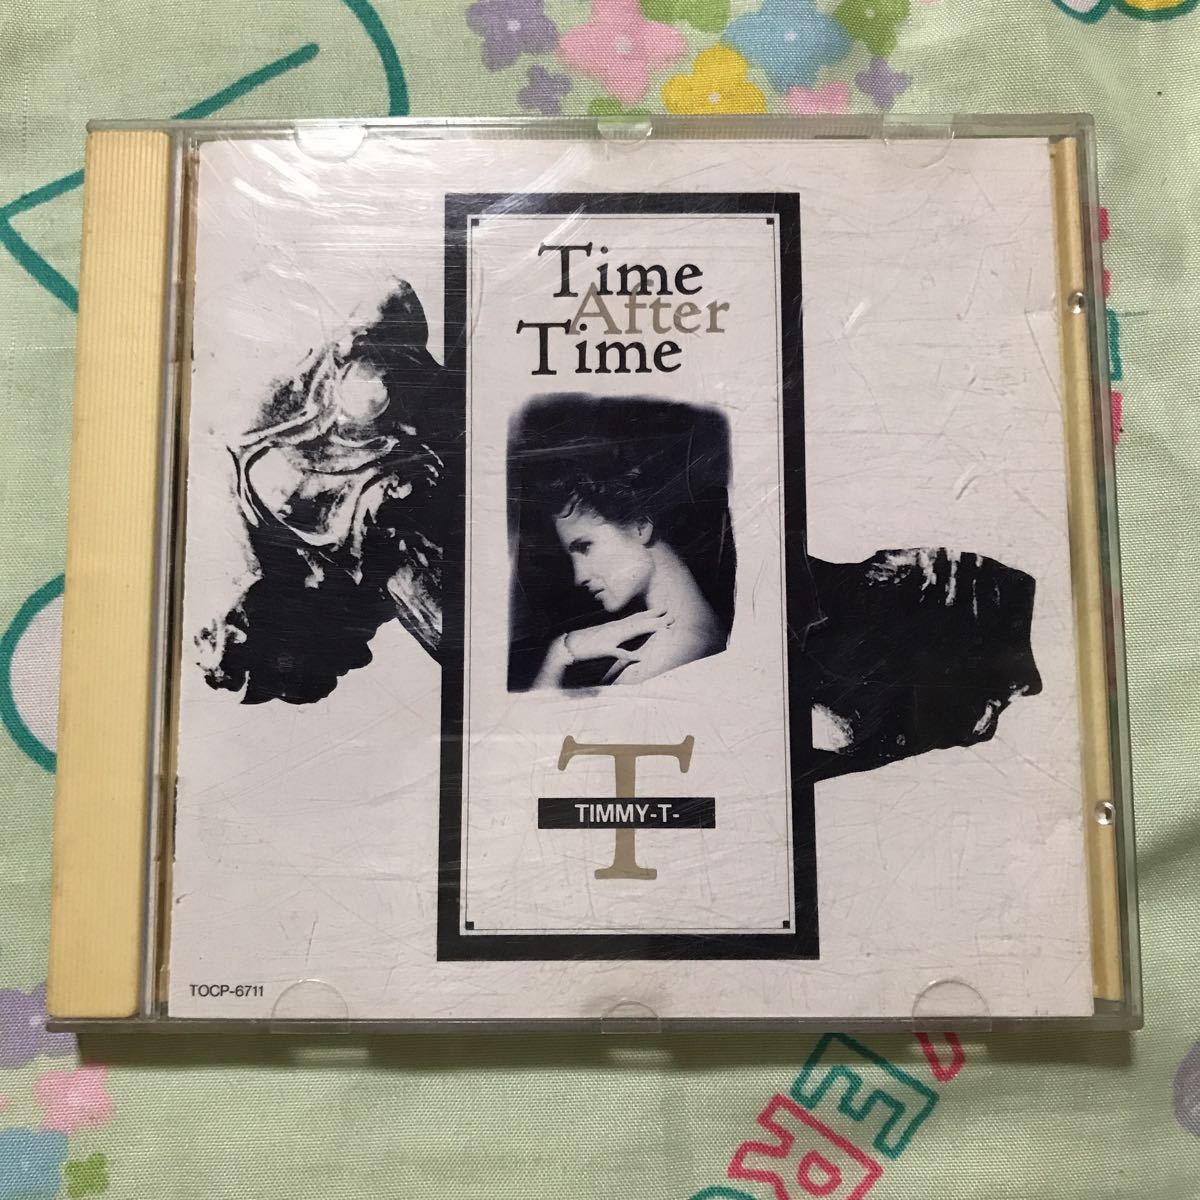 Time
After
Time
T
TIMMY-T-
TOCP-6711